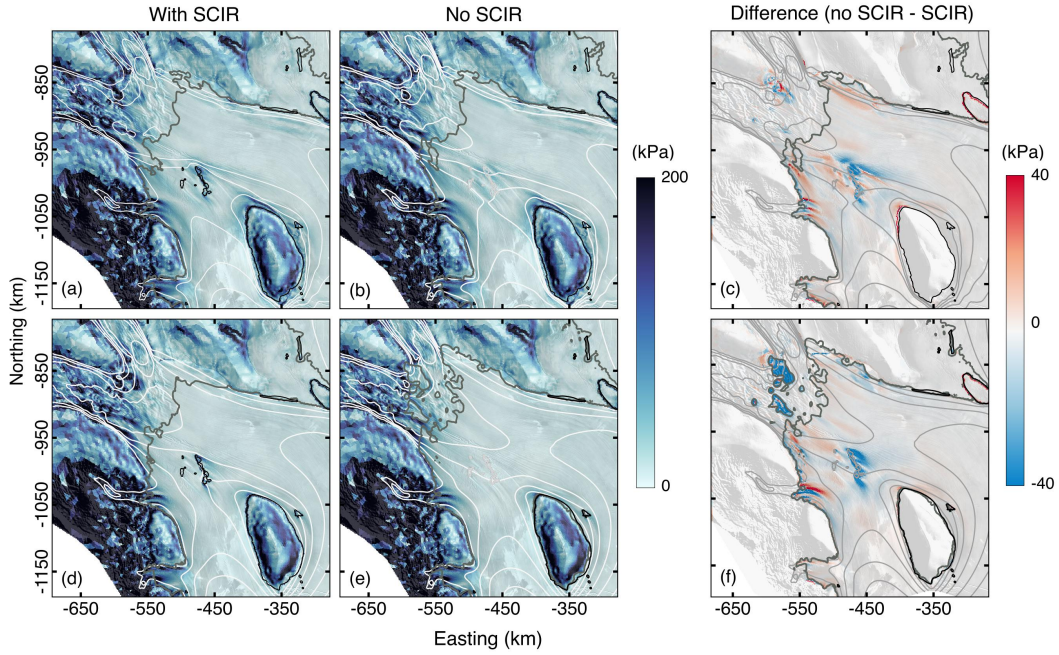 With SCIR
No SCIR
Difference (no SCIR - SCIR)
-850
-950
-1050
-1150
(a)
(b)
(c)
(kPa)
200
0
(kPa)
40
0
-40
Northing (km)
-850
-950
-1050
-1150
(d)
(e)
(f)
-650
-550
-450
-350
-650
-550
-450
-350
-650
-550
-450
-350
Easting (km)